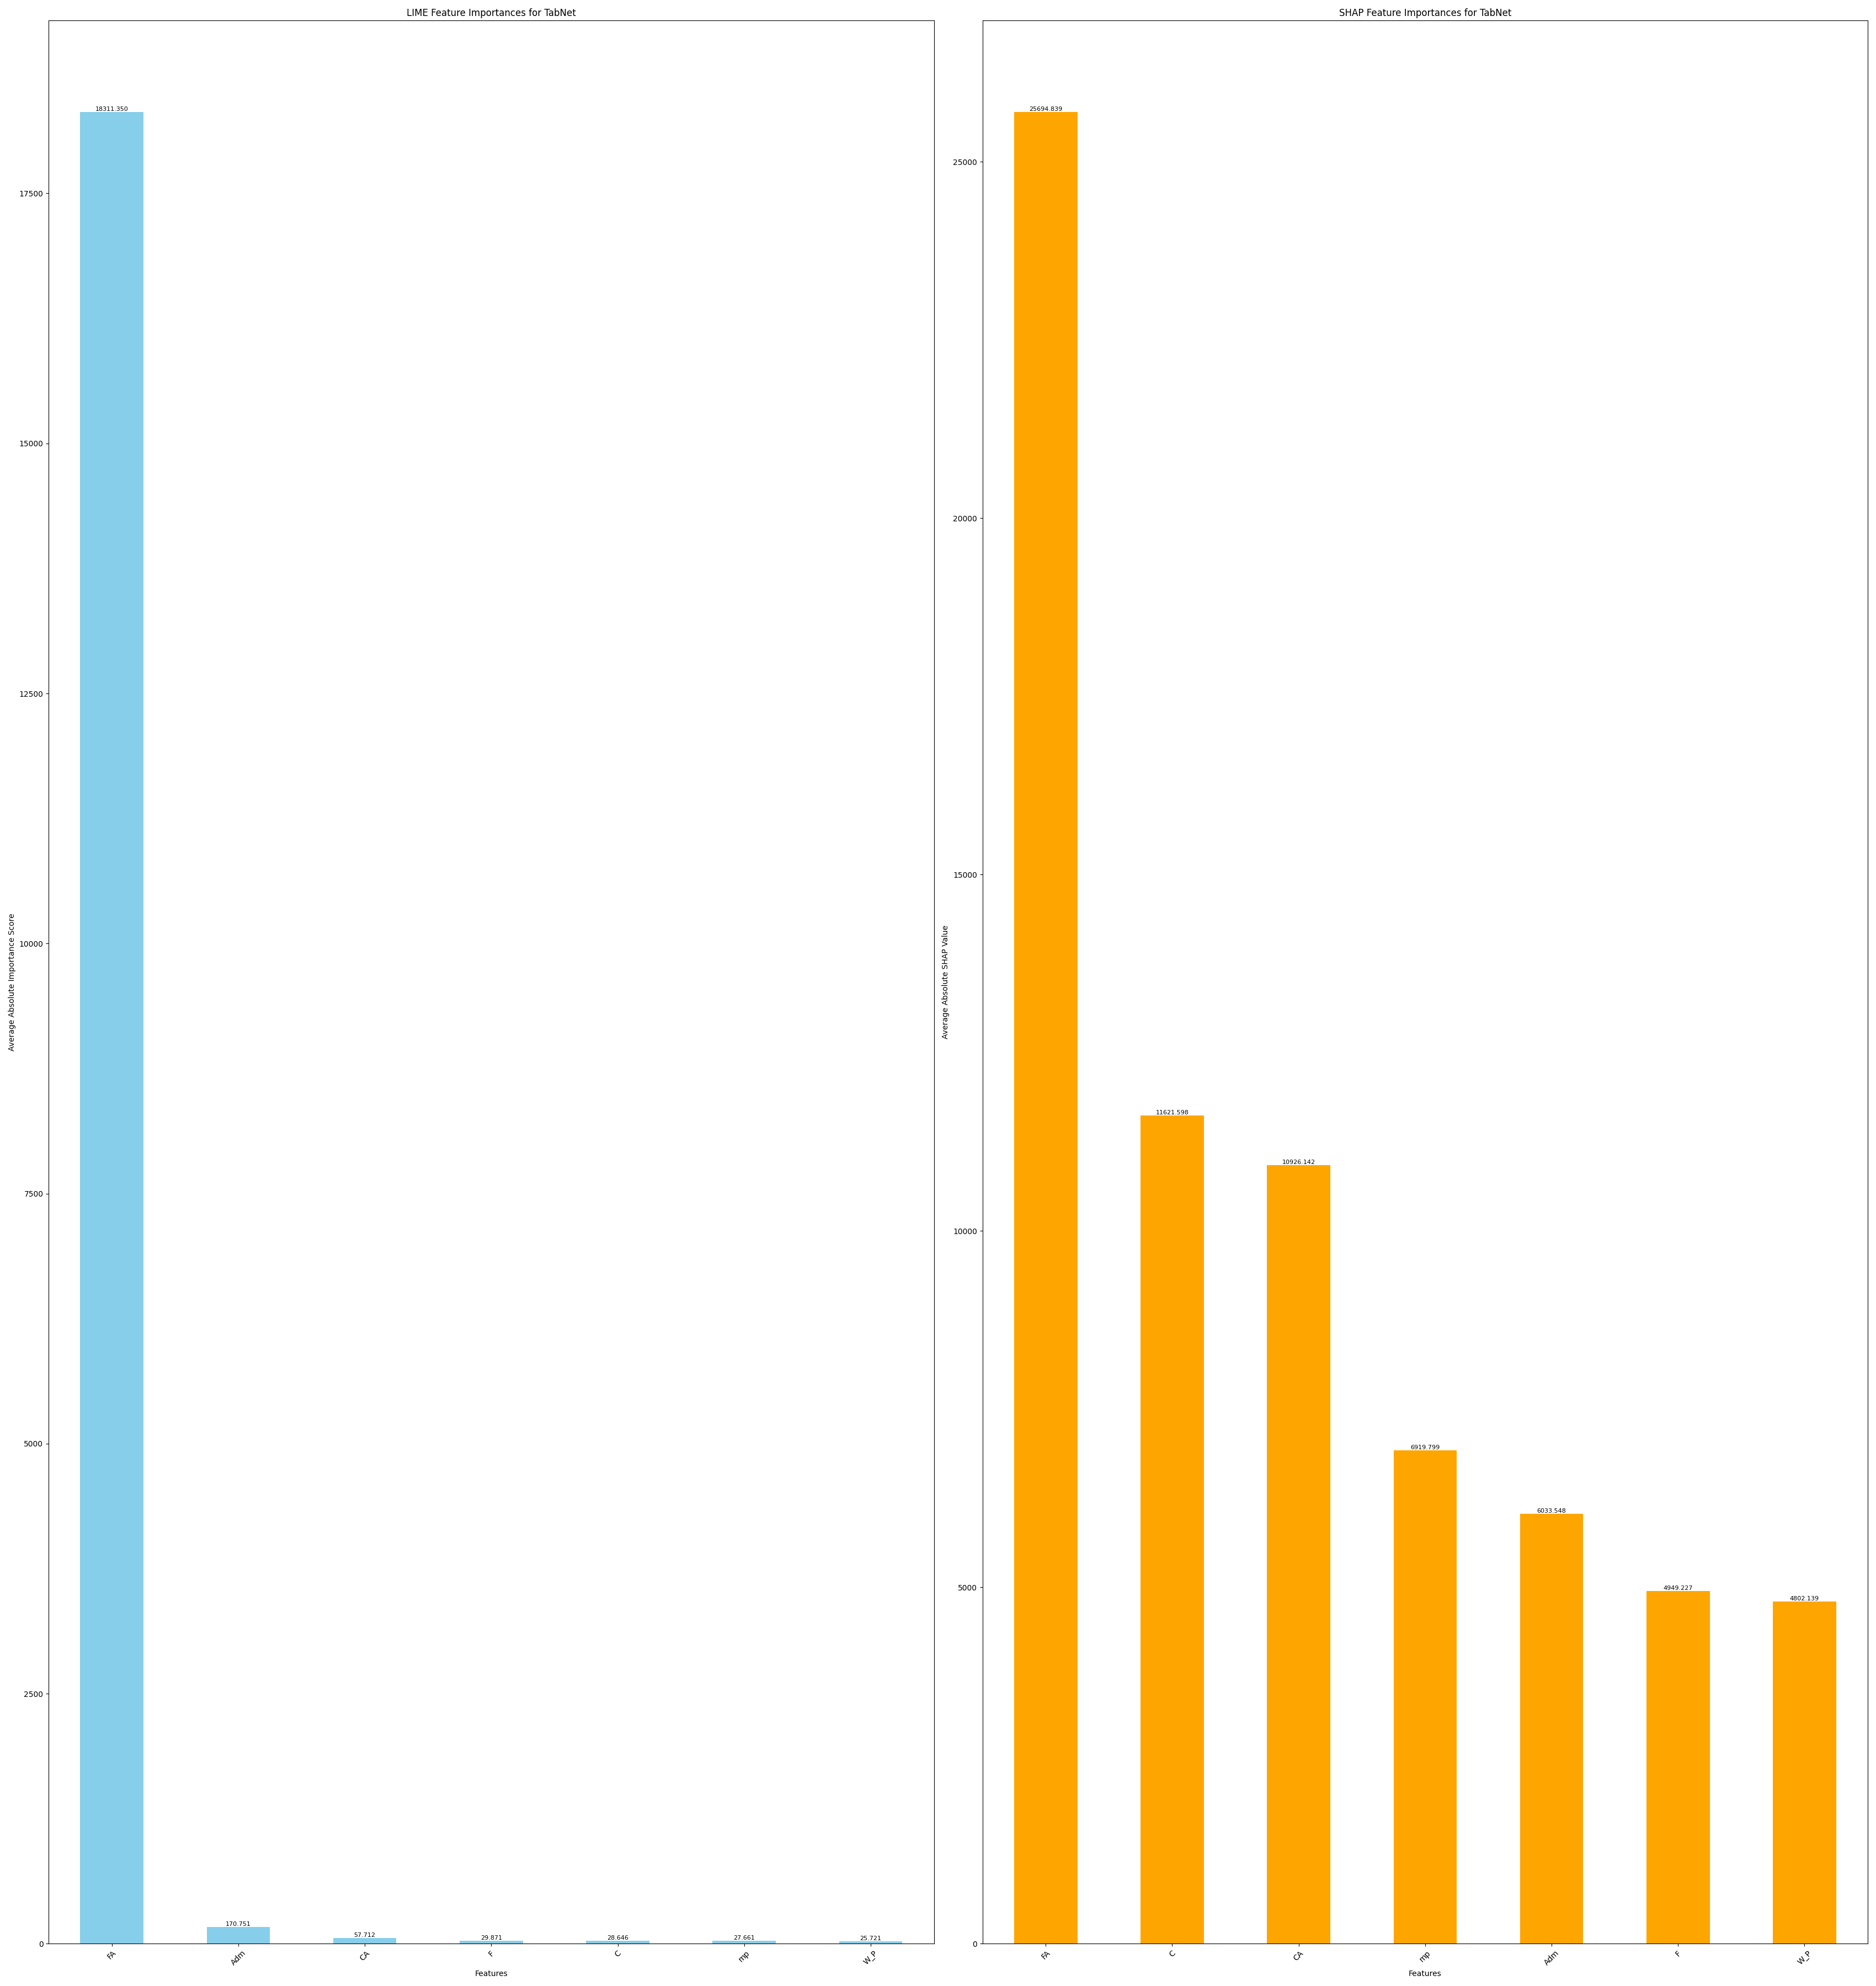 LIME Feature Importances for TabNet
Average Absolute Importance Score
17500
15000
12500
10000
7500
5000
2500
0
18311.350
170.751
57.712
29.871
28.646
27.661
25.721
FA
Adm
CA
F
C
mp
W_P
Features
SHAP Feature Importances for TabNet
Average Absolute SHAP Value
25000
20000
15000
10000
5000
0
25694.839
11621.598
10926.142
6919.799
6033.548
4949.227
4802.139
FA
C
CA
mp
Adm
F
W_P
Features